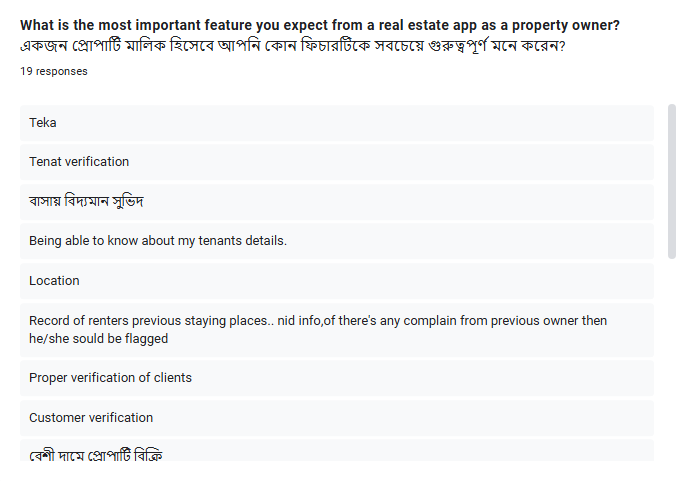 What is the most important feature you expect from a real estate app as a property owner?
একজন প্রোপার্টি মালিক হিসেবে আপনি কোন ফিচারটিকে সবচেয়ে গুরুত্বপূর্ণ মনে করেন?
19 responses
Teka
Tenat verification
বাসায় বিদ্যমান সুভিদ
Being able to know about my tenants details.
Location
Record of renters previous staying places.. nid info,of there's any complain from previous owner then
he/she sould be flagged
Proper verification of clients
Customer verification
বেশী দামে প্রোপার্টি বিক্রি